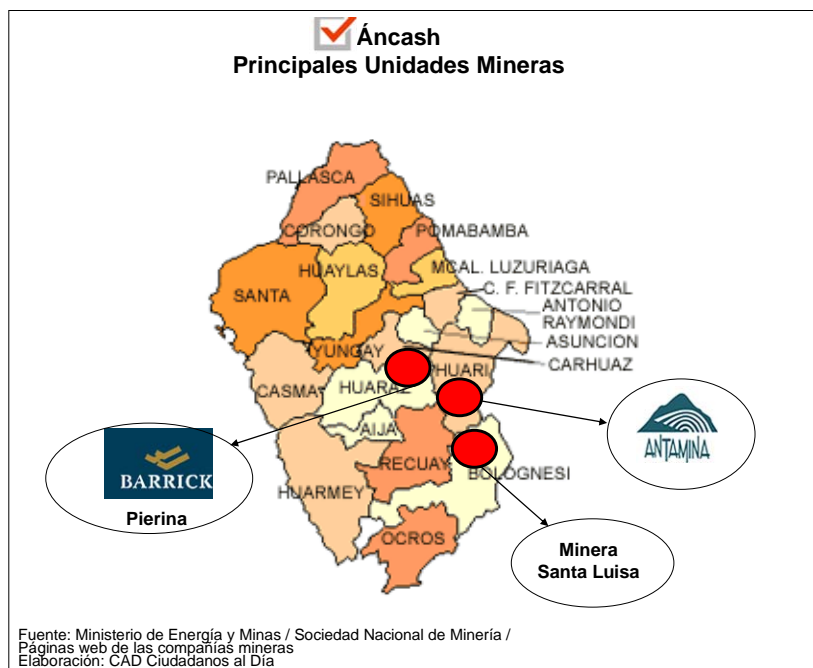 Áncash
Principales Unidades Mineras
PALLASCA
SIHUAS
CORONGO
POMABAMBA
HUAYLAS
MCAL. LUZURIAGA
C. F. FITZCARRAL
SANTA
ANTONIO
RAYMONDI
ASUNCION
YUNGAY
CARHUAZ
HUARI
CASMA
HUARAZ
ANTAMINA
AIJA
BARRICK
Pierina
RECUAY
BOLOGNESI
HUARMEY
OCROS
Minera
Santa Luisa
Fuente: Ministerio de Energía y Minas / Sociedad Nacional de Minería /
Páginas web de las compañías mineras
Elaboración: CAD Ciudadanos al Día